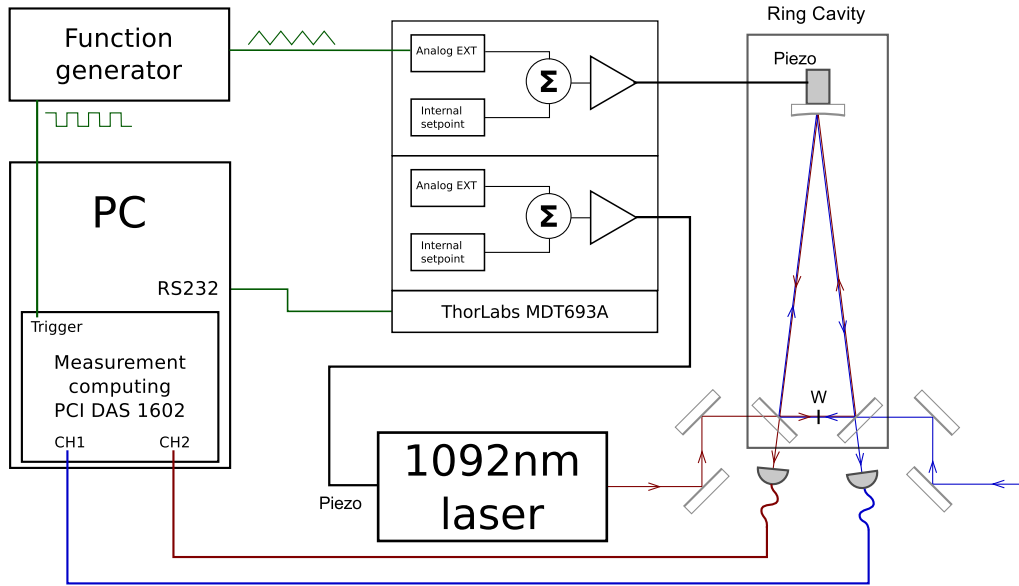 Function
generator
PC
RS232
Trigger
Measurement
computing
PCI DAS 1602
CH1
CH2
Analog EXT
Internal
setpoint
Σ
Analog EXT
Internal
setpoint
Σ
ThorLabs MDT693A
Piezo
1092nm
laser
Ring Cavity
Piezo
W